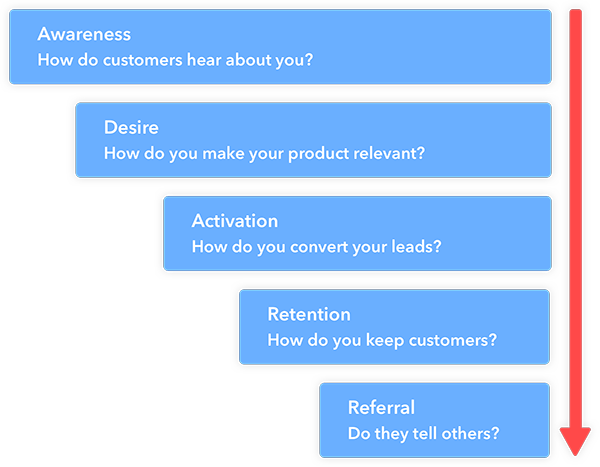 Awareness
How do customers hear about you?
Desire
How do you make your product relevant?
Activation
How do you convert your leads?
Retention
How do you keep customers?
Referral
Do they tell others?